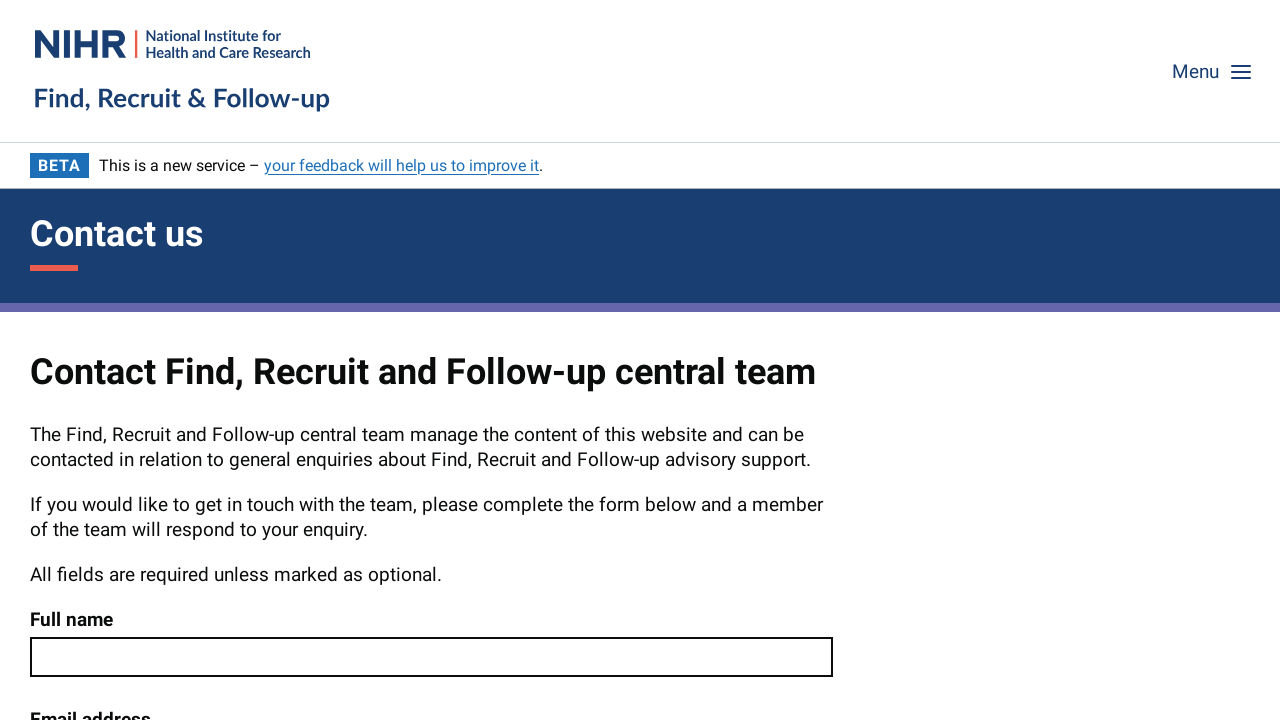 NIHR
National Institute for
Health and Care Research
Find, Recruit & Follow-up
Menu
BETA This is a new service – your feedback will help us to improve it.
Contact us
Contact Find, Recruit and Follow-up central team
The Find, Recruit and Follow-up central team manage the content of this website and can be
contacted in relation to general enquiries about Find, Recruit and Follow-up advisory support.
If you would like to get in touch with the team, please complete the form below and a member
of the team will respond to your enquiry.
All fields are required unless marked as optional.
Full name
Email address